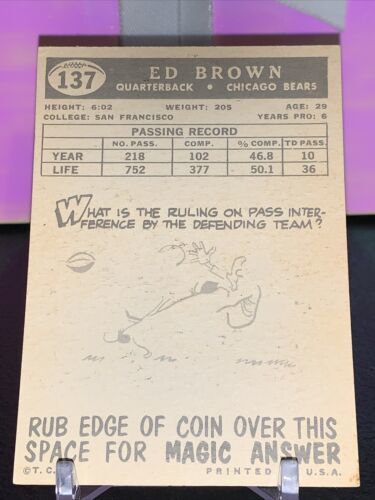 137
ED BROWN
QUARTERBACK • CHICAGO BEARS
HEIGHT: 6:02 WEIGHT: 205 AGE: 29
COLLEGE: SAN FRANCISCO YEARS PRO: 6
PASSING RECORD
NO. PASS. COMP. % COMP. TD PASS
YEAR 218 102 46.8 10
LIFE 752 377 50.1 36
WHAT IS THE RULING ON PASS INTER-
FERENCE BY THE DEFENDING TEAM?
RUB EDGE OF COIN OVER THIS
SPACE FOR MAGIC ANSWER
©T.C. PRINTED U.S.A.